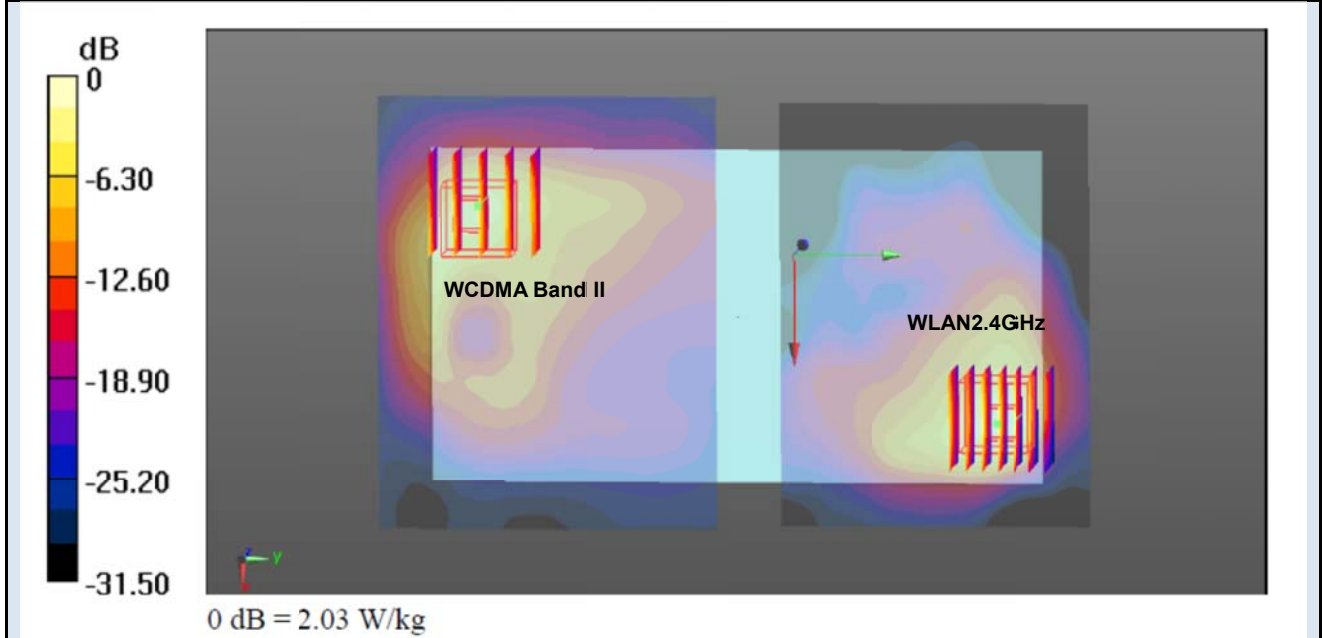 dB
0
-6.30
-12.60
-18.90
-25.20
-31.50
WCDMA Band II
WLAN2.4GHz
z
y
0 dB = 2.03 W/kg